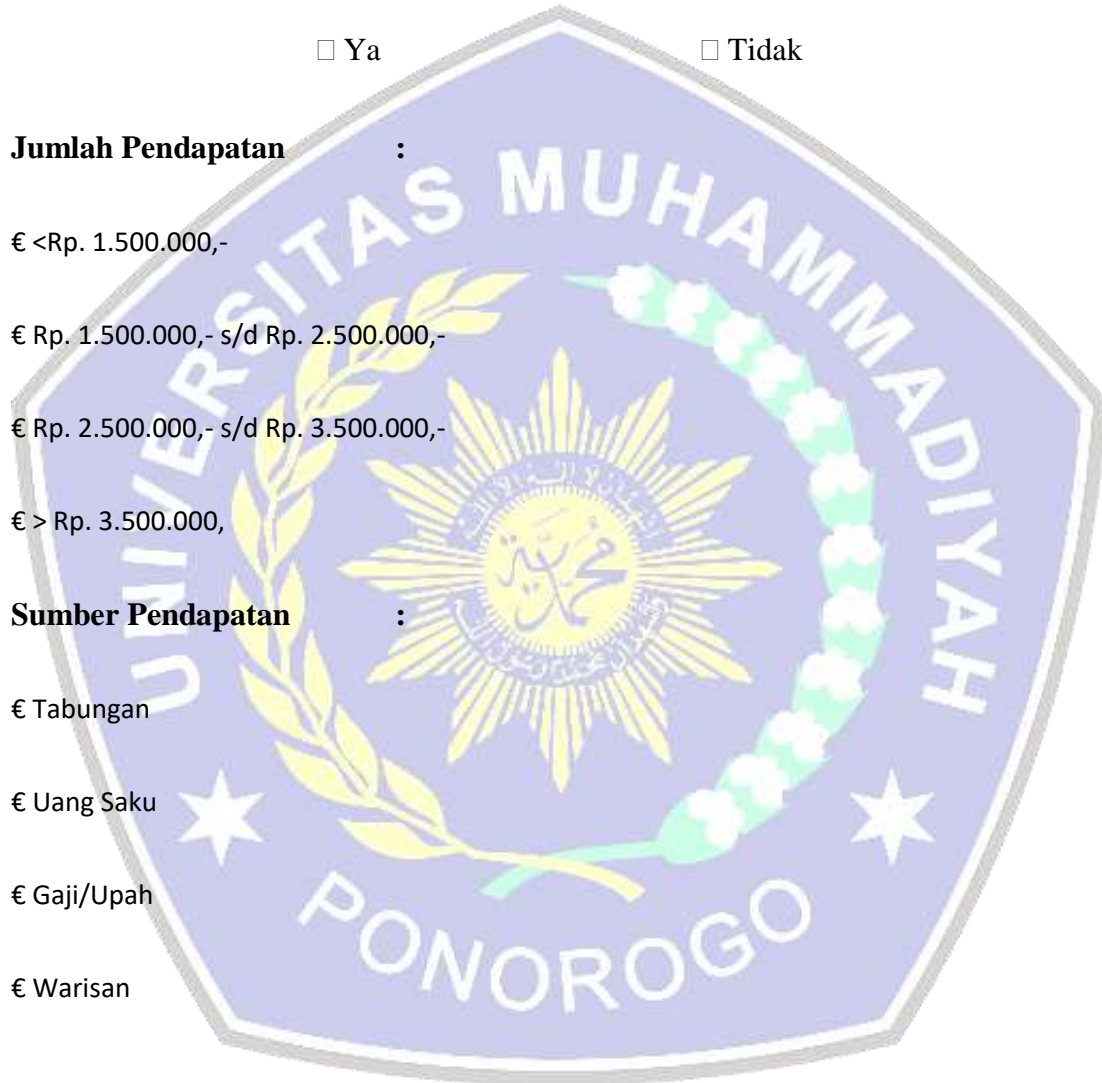 □ Ya □ Tidak
Jumlah Pendapatan :
€ <Rp. 1.500.000,-
€ Rp. 1.500.000,- s/d Rp. 2.500.000,-
€ Rp. 2.500.000,- s/d Rp. 3.500.000,-
€ > Rp. 3.500.000,
Sumber Pendapatan :
€ Tabungan
€ Uang Saku
€ Gaji/Upah
€ Warisan
UNIVERSITAS MUHAMMADIYAH
PONOROGO
محمدية